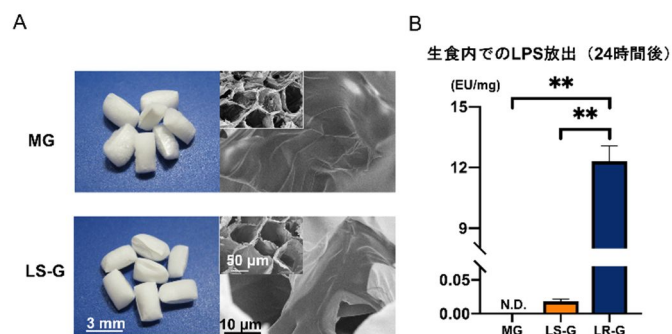 A
MG
LS-G
3 mm
50 μm
10 μm
B
生食内でのLPS放出（24時間後）
(EU/mg)
**
**
15
12
9
0.05
0.00
N.D.
MG LS-G LR-G